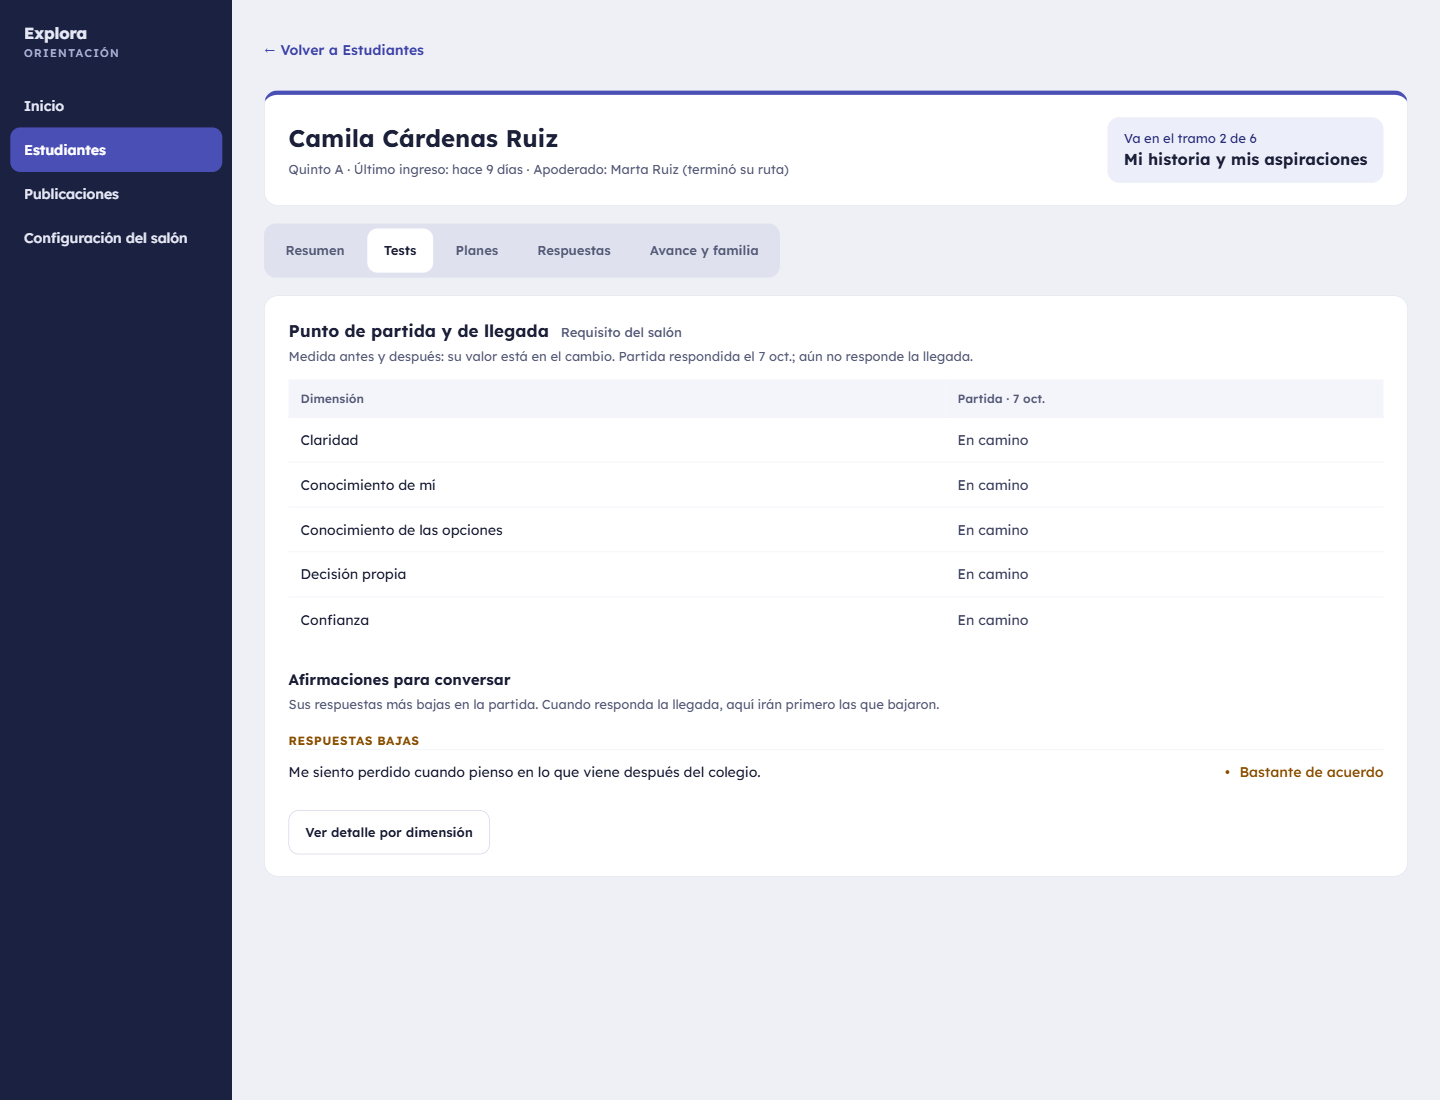 Explora
ORIENTACIÓN
Inicio
Estudiantes
Publicaciones
Configuración del salón
← Volver a Estudiantes
Camila Cárdenas Ruiz
Quinto A · Último ingreso: hace 9 días · Apoderado: Marta Ruiz (terminó su ruta)
Va en el tramo 2 de 6
Mi historia y mis aspiraciones
Resumen Tests Planes Respuestas Avance y familia
Punto de partida y de llegada Requisito del salón
Medida antes y después: su valor está en el cambio. Partida respondida el 7 oct.; aún no responde la llegada.
Dimensión Partida · 7 oct.
Claridad En camino
Conocimiento de mí En camino
Conocimiento de las opciones En camino
Decisión propia En camino
Confianza En camino
Afirmaciones para conversar
Sus respuestas más bajas en la partida. Cuando responda la llegada, aquí irán primero las que bajaron.
RESPUESTAS BAJAS
Me siento perdido cuando pienso en lo que viene después del colegio. • Bastante de acuerdo
Ver detalle por dimensión